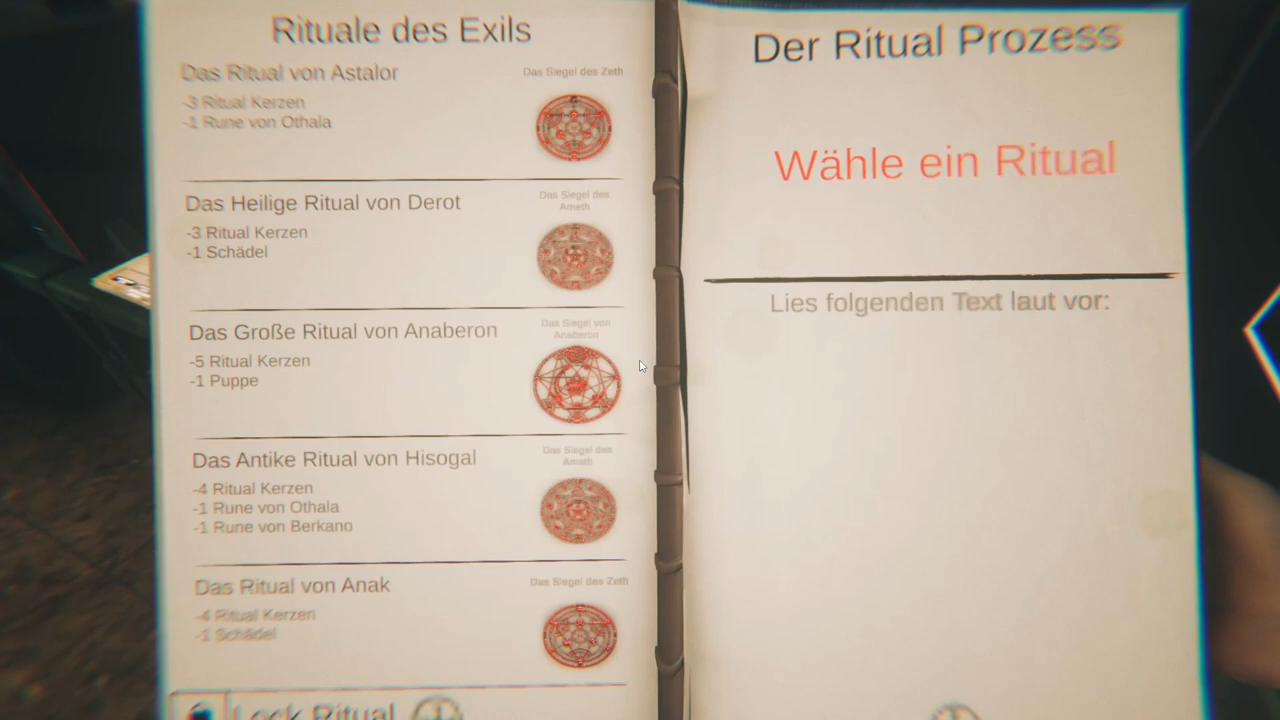 Rituale des Exils
Das Ritual von Astalor
Das Siegel des Zeth
-3 Ritual Kerzen
-1 Rune von Othala
Das Heilige Ritual von Derot
Das Siegel des
Ameth
-3 Ritual Kerzen
-1 Schädel
Das Große Ritual von Anaberon
Das Siegel von
Anaberon
-5 Ritual Kerzen
-1 Puppe
Das Antike Ritual von Hisogal
Das Siegel des
-4 Ritual Kerzen
-1 Rune von Othala
-1 Rune von Berkano
Das Ritual von Anak
Das Siegel des Zeth
-4 Ritual Kerzen
-1 Schädel
Lock Ritual
Der Ritual Prozess
Wähle ein Ritual
Lies folgenden Text laut vor: